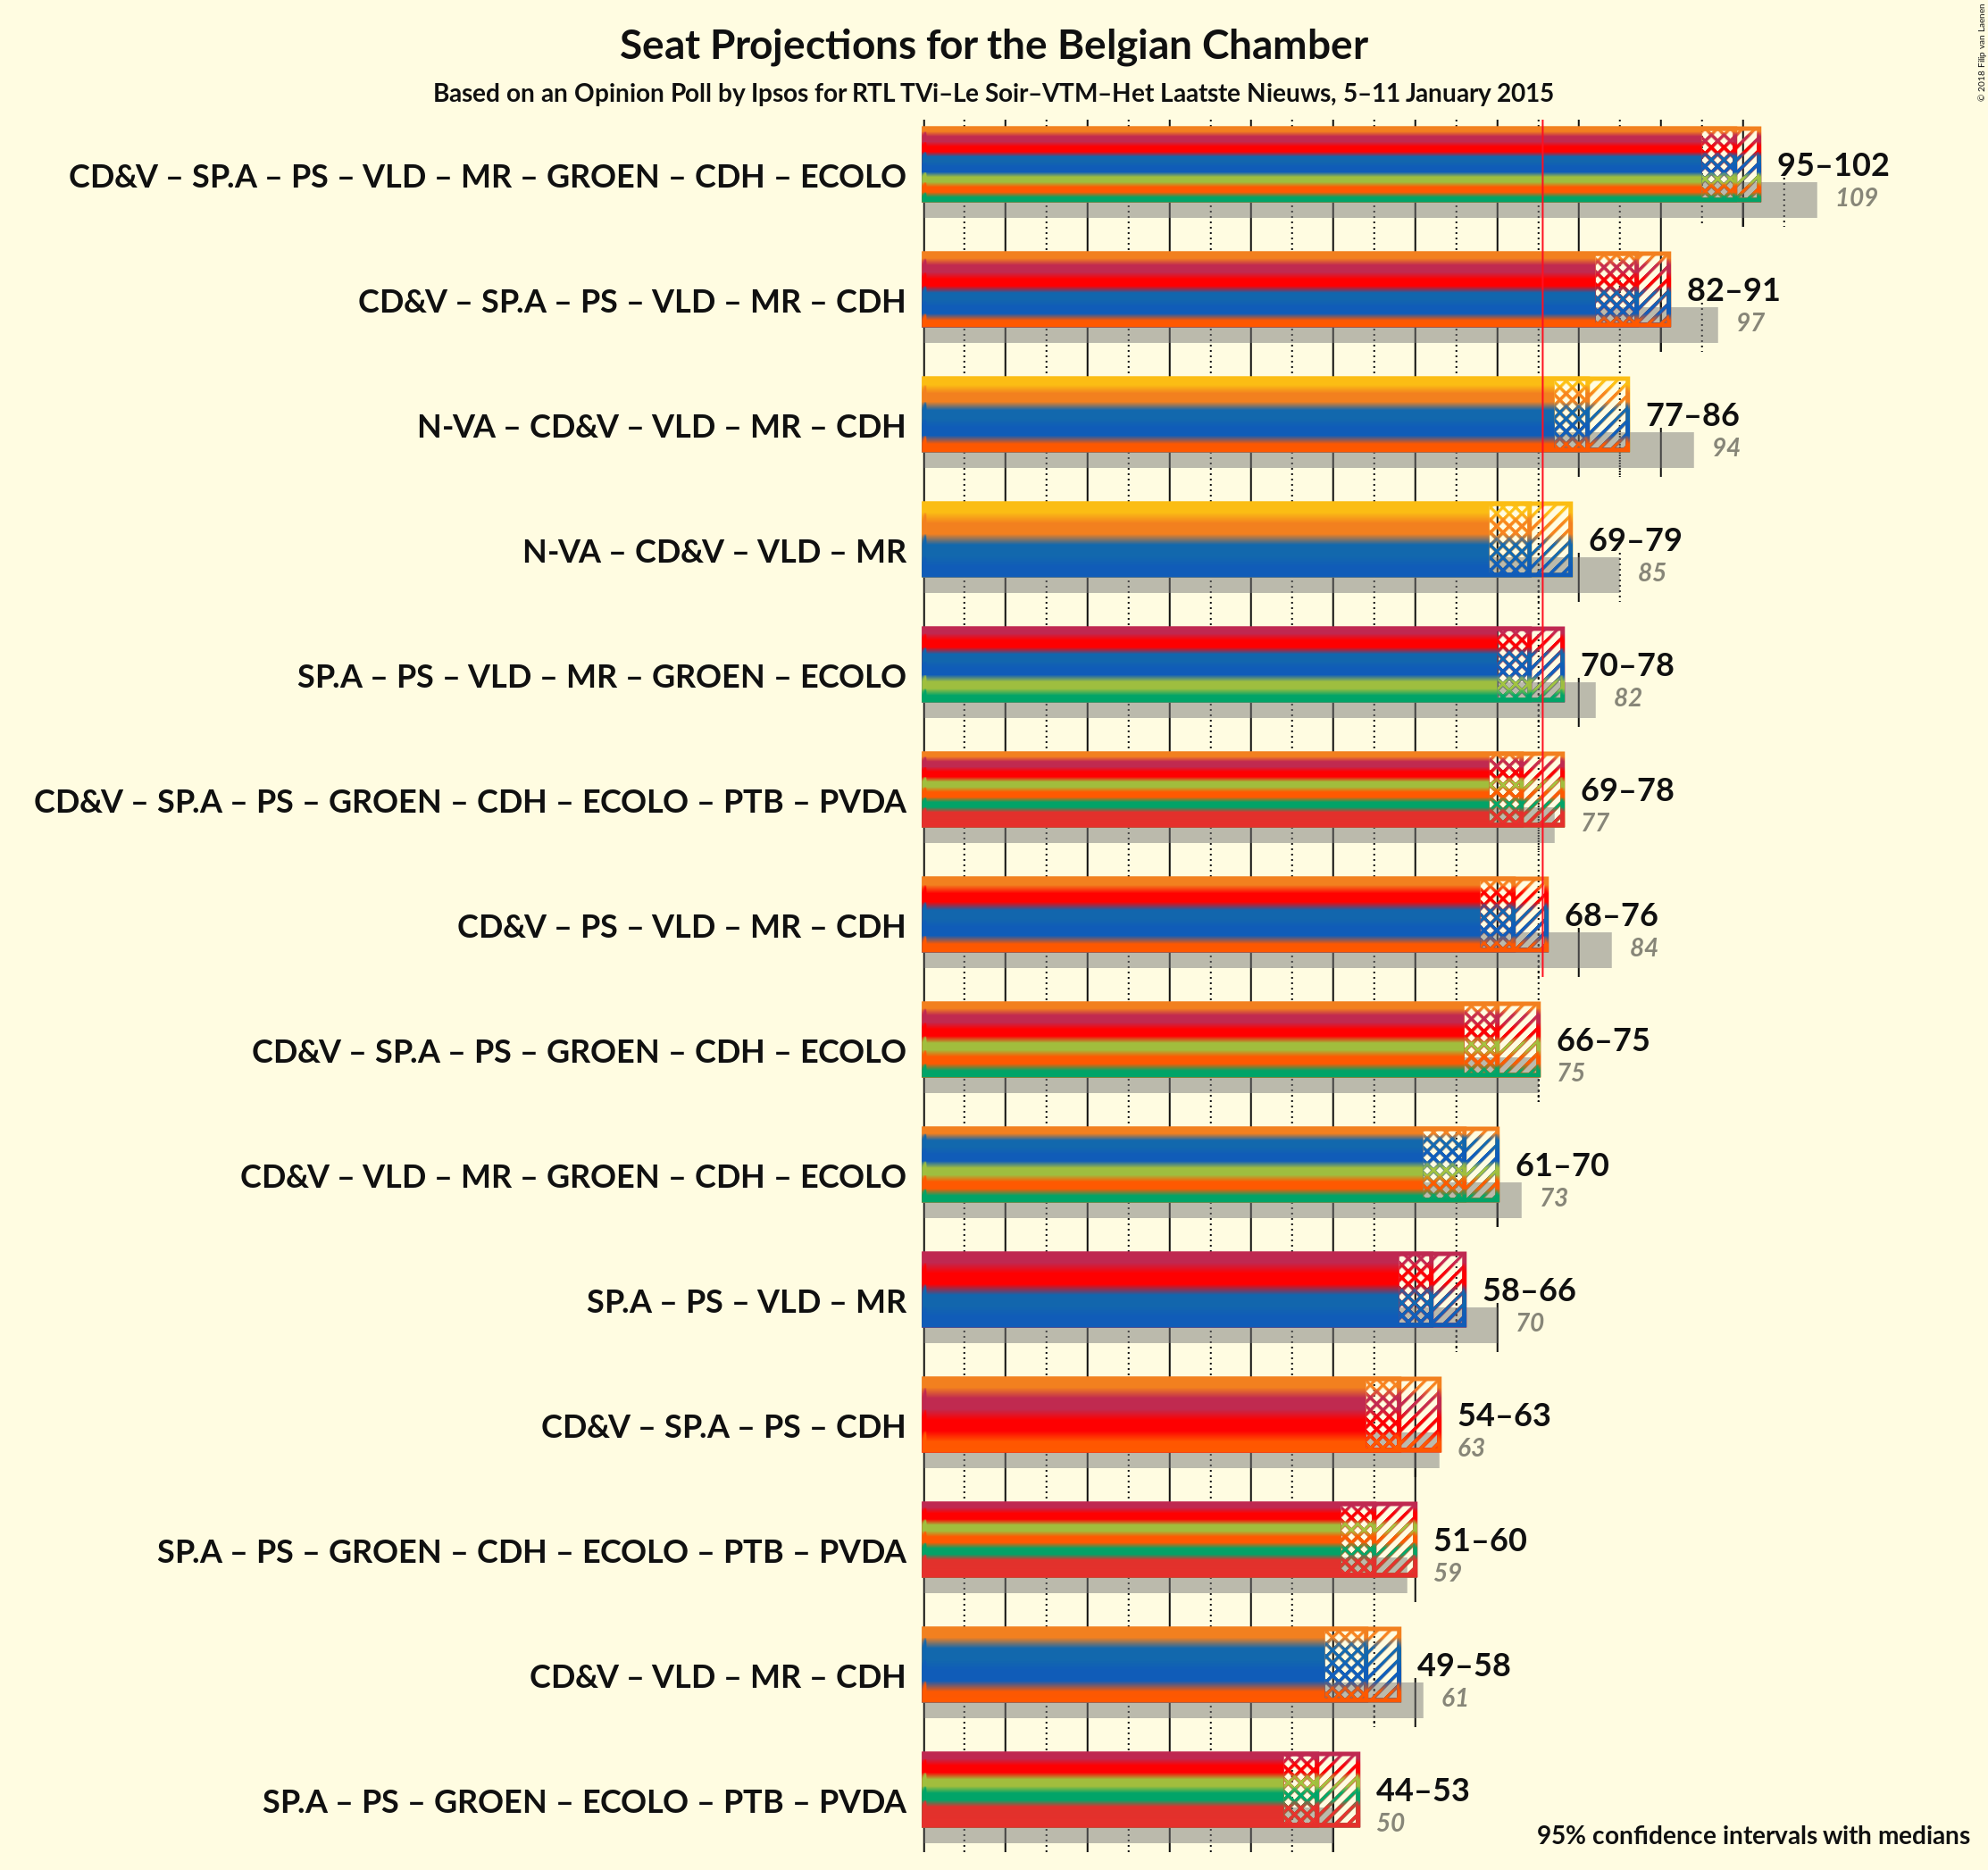 Seat Projections for the Belgian Chamber
Based on an Opinion Poll by Ipsos for RTL TVi–Le Soir–VTM–Het Laatste Nieuws, 5–11 January 2015
© 2018 Filip van Laenen
CD&V – SP.A – PS – VLD – MR – GROEN – CDH – ECOLO
95–102
109
CD&V – SP.A – PS – VLD – MR – CDH
82–91
97
N-VA – CD&V – VLD – MR – CDH
77–86
94
N-VA – CD&V – VLD – MR
69–79
85
SP.A – PS – VLD – MR – GROEN – ECOLO
70–78
82
CD&V – SP.A – PS – GROEN – CDH – ECOLO – PTB – PVDA
69–78
77
CD&V – PS – VLD – MR – CDH
68–76
84
CD&V – SP.A – PS – GROEN – CDH – ECOLO
66–75
75
CD&V – VLD – MR – GROEN – CDH – ECOLO
61–70
73
SP.A – PS – VLD – MR
58–66
70
CD&V – SP.A – PS – CDH
54–63
63
SP.A – PS – GROEN – CDH – ECOLO – PTB – PVDA
51–60
59
CD&V – VLD – MR – CDH
49–58
61
SP.A – PS – GROEN – ECOLO – PTB – PVDA
44–53
50
95% confidence intervals with medians